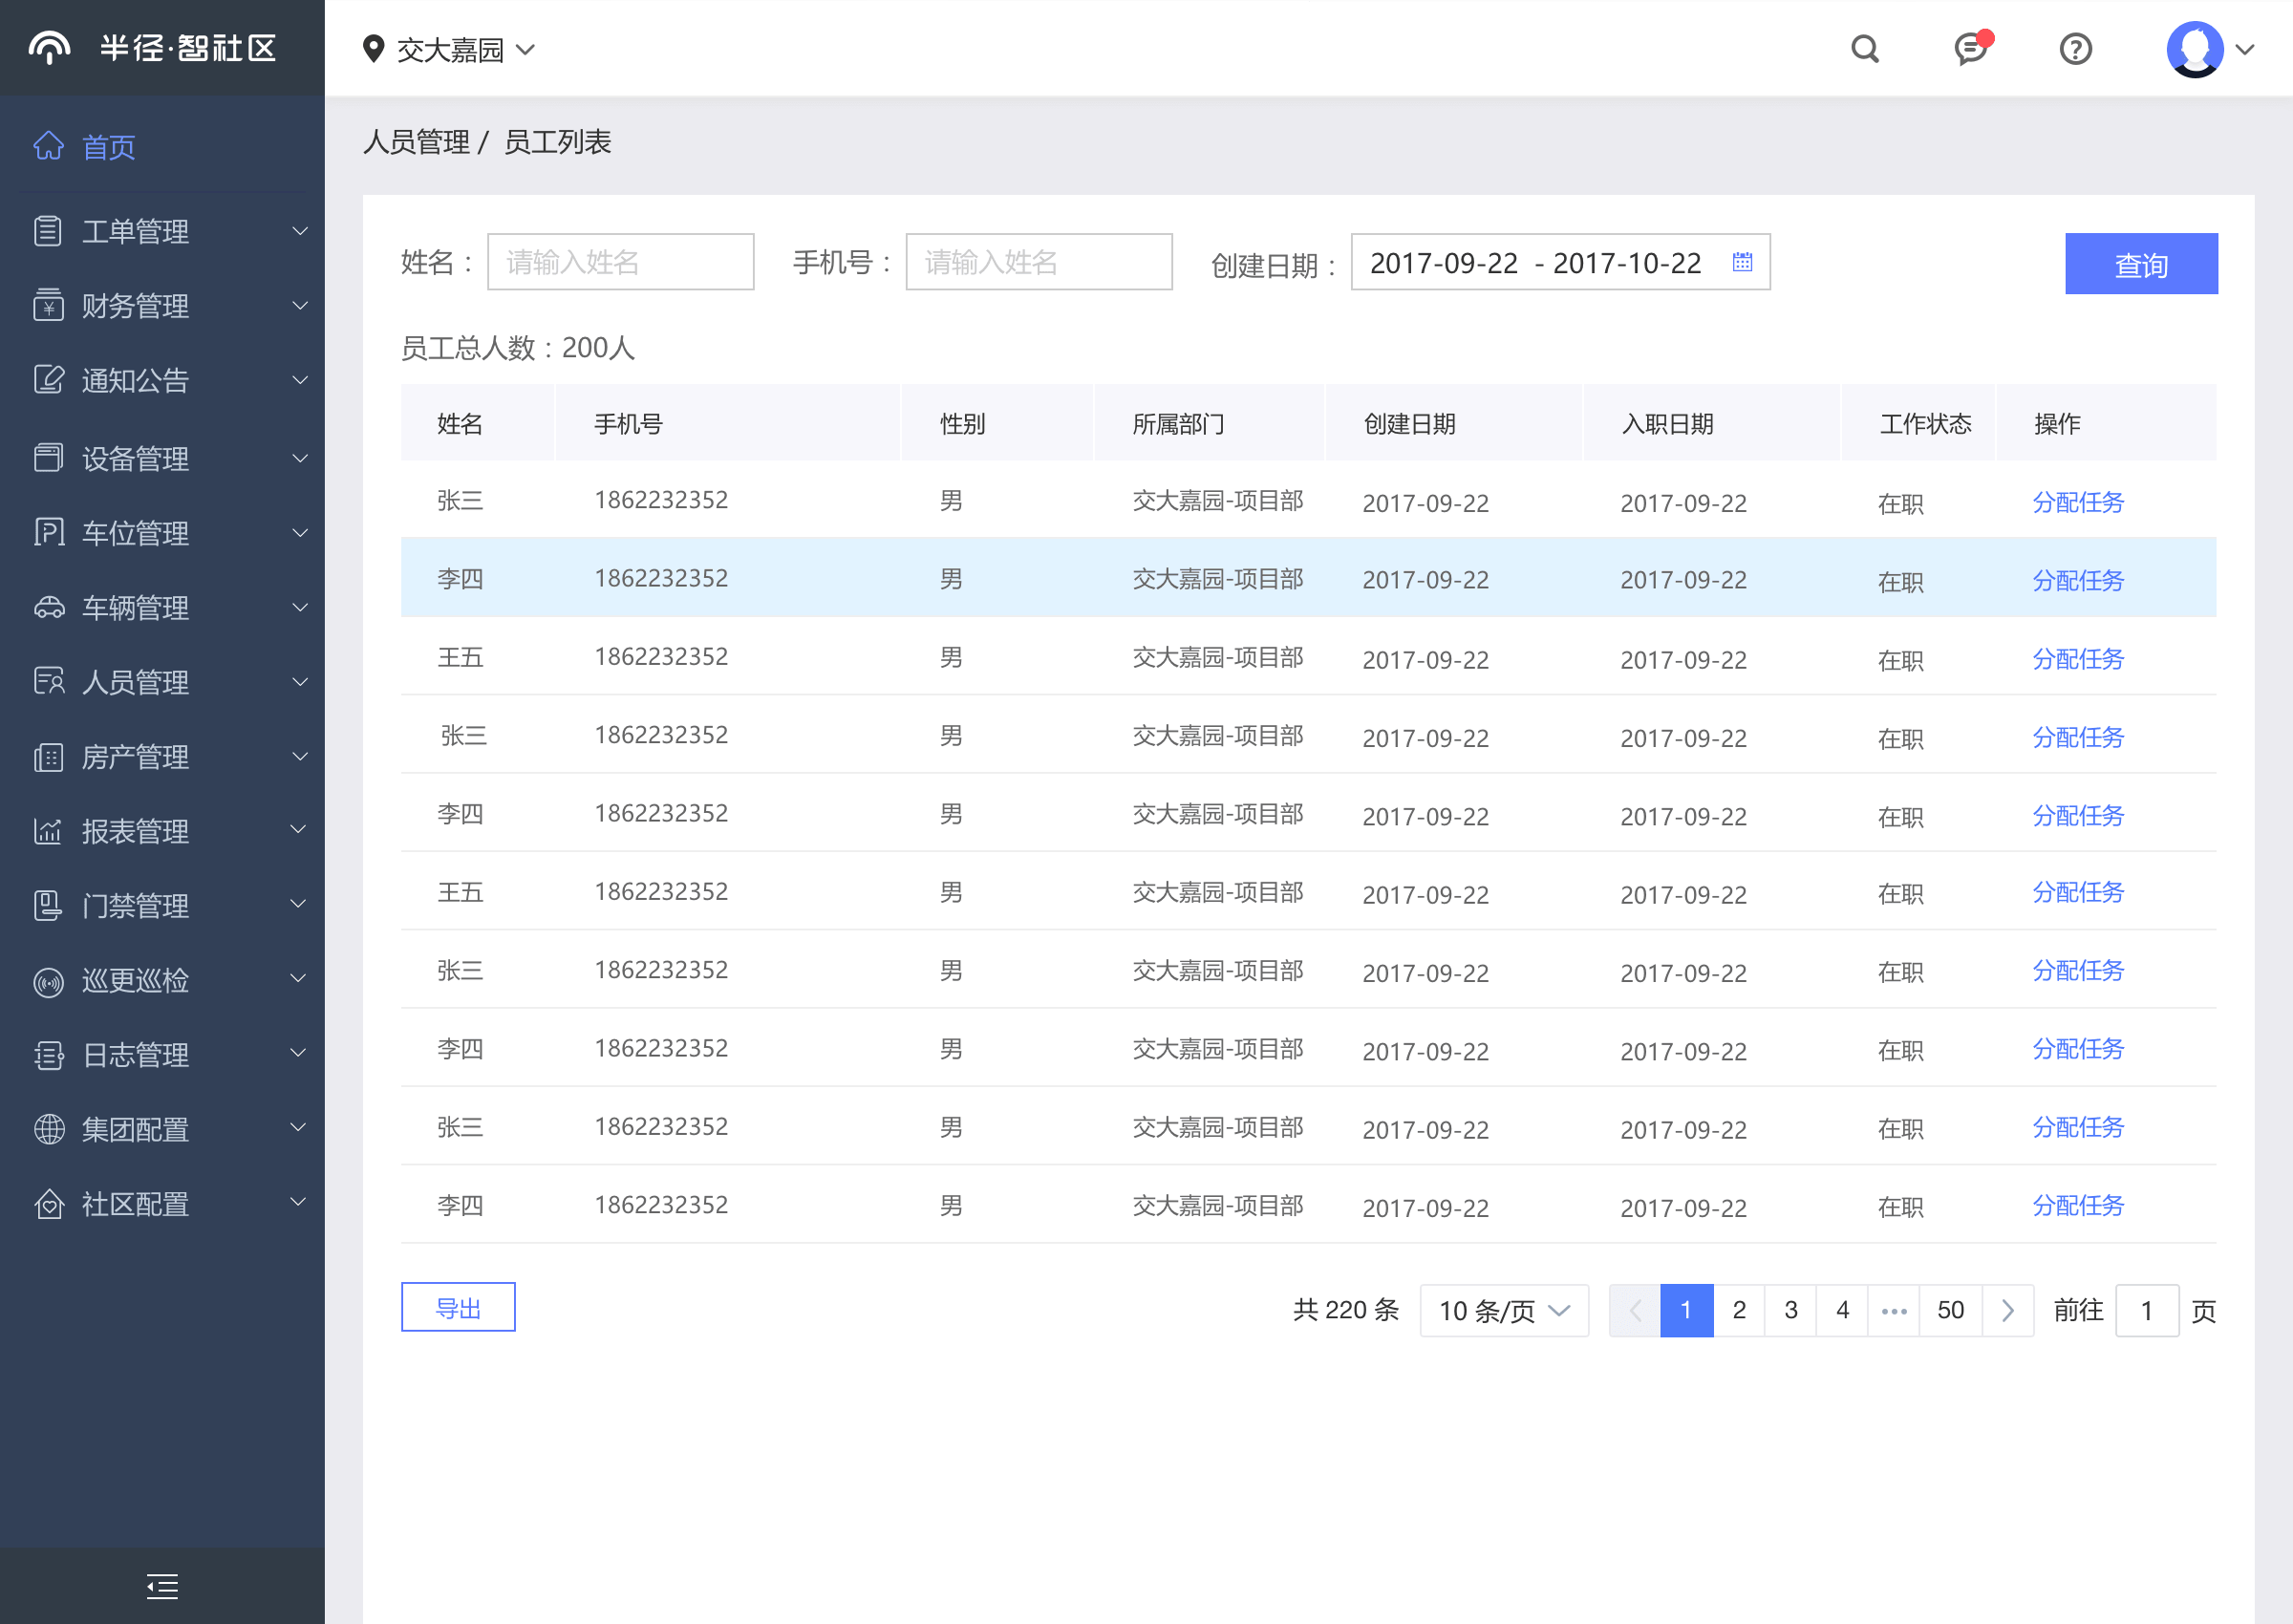 半径·智社区
交大嘉园
首页
工单管理
财务管理
通知公告
设备管理
车位管理
车辆管理
人员管理
房产管理
报表管理
门禁管理
巡更巡检
日志管理
集团配置
社区配置
人员管理 / 员工列表
姓名： 请输入姓名 手机号： 请输入姓名 创建日期： 2017-09-22 - 2017-10-22 查询
员工总人数：200人
姓名 手机号 性别 所属部门 创建日期 入职日期 工作状态 操作
张三 1862232352 男 交大嘉园-项目部 2017-09-22 2017-09-22 在职 分配任务
李四 1862232352 男 交大嘉园-项目部 2017-09-22 2017-09-22 在职 分配任务
王五 1862232352 男 交大嘉园-项目部 2017-09-22 2017-09-22 在职 分配任务
张三 1862232352 男 交大嘉园-项目部 2017-09-22 2017-09-22 在职 分配任务
李四 1862232352 男 交大嘉园-项目部 2017-09-22 2017-09-22 在职 分配任务
王五 1862232352 男 交大嘉园-项目部 2017-09-22 2017-09-22 在职 分配任务
张三 1862232352 男 交大嘉园-项目部 2017-09-22 2017-09-22 在职 分配任务
李四 1862232352 男 交大嘉园-项目部 2017-09-22 2017-09-22 在职 分配任务
张三 1862232352 男 交大嘉园-项目部 2017-09-22 2017-09-22 在职 分配任务
李四 1862232352 男 交大嘉园-项目部 2017-09-22 2017-09-22 在职 分配任务
导出 共 220 条 10 条/页 1 2 3 4 ••• 50 前往 1 页